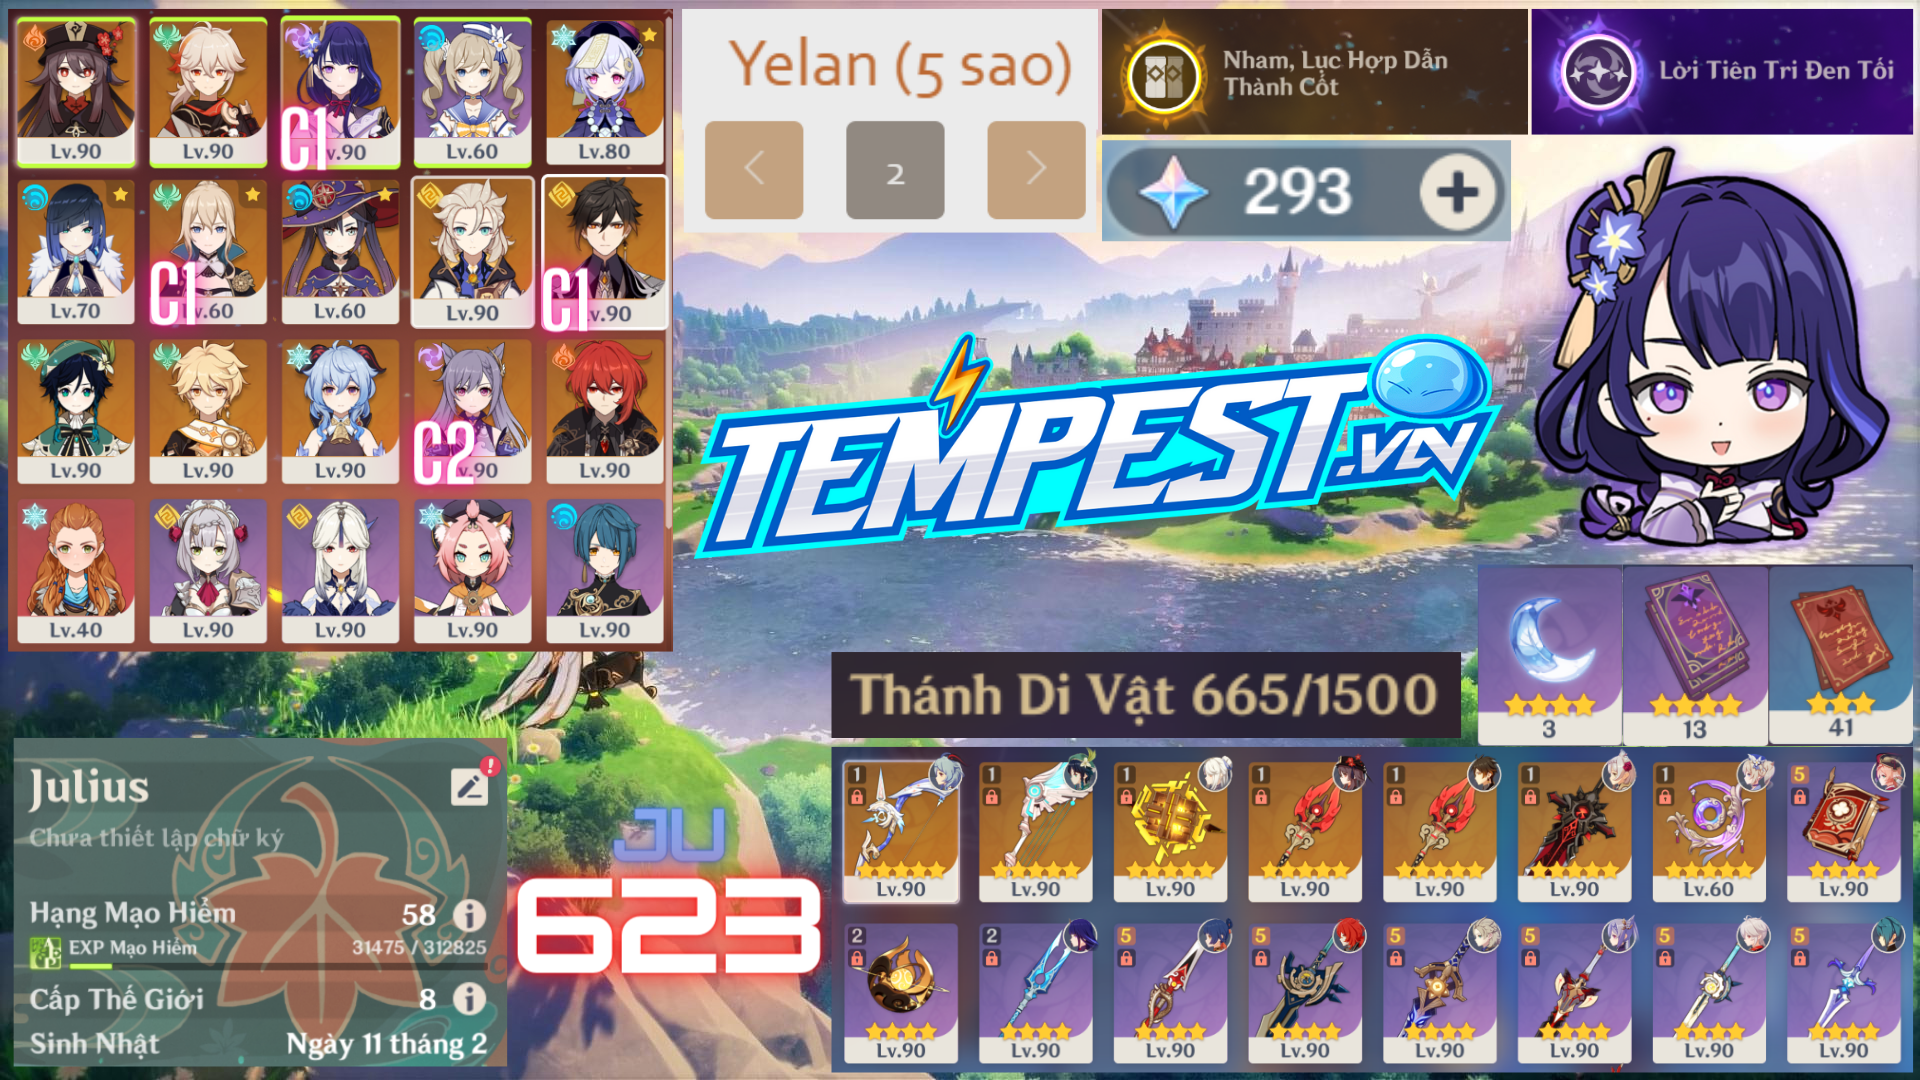 Lv.90
Lv.90
C1
Lv.90
Lv.60
Lv.80
Lv.70
C1
Lv.60
Lv.60
Lv.90
C1
Lv.90
Lv.90
Lv.90
Lv.90
C2
Lv.90
Lv.90
Lv.40
Lv.90
Lv.90
Lv.90
Lv.90
Yelan (5 sao)
2
Nham, Lục Hợp Dẫn
Thành Cốt
Lời Tiên Tri Đen Tối
293
TEMPEST.VN
3
13
41
Thánh Di Vật 665/1500
Julius
Chưa thiết lập chữ ký
Hạng Mạo Hiểm 58
EXP Mạo Hiểm 31475 / 312825
Cấp Thế Giới 8
Sinh Nhật Ngày 11 tháng 2
JU
623
1 1 1 1 1 1 1 5
Lv.90 Lv.90 Lv.90 Lv.90 Lv.90 Lv.90 Lv.60 Lv.90
2 2 5 5 5 5 5 5
Lv.90 Lv.90 Lv.90 Lv.90 Lv.90 Lv.90 Lv.90 Lv.90